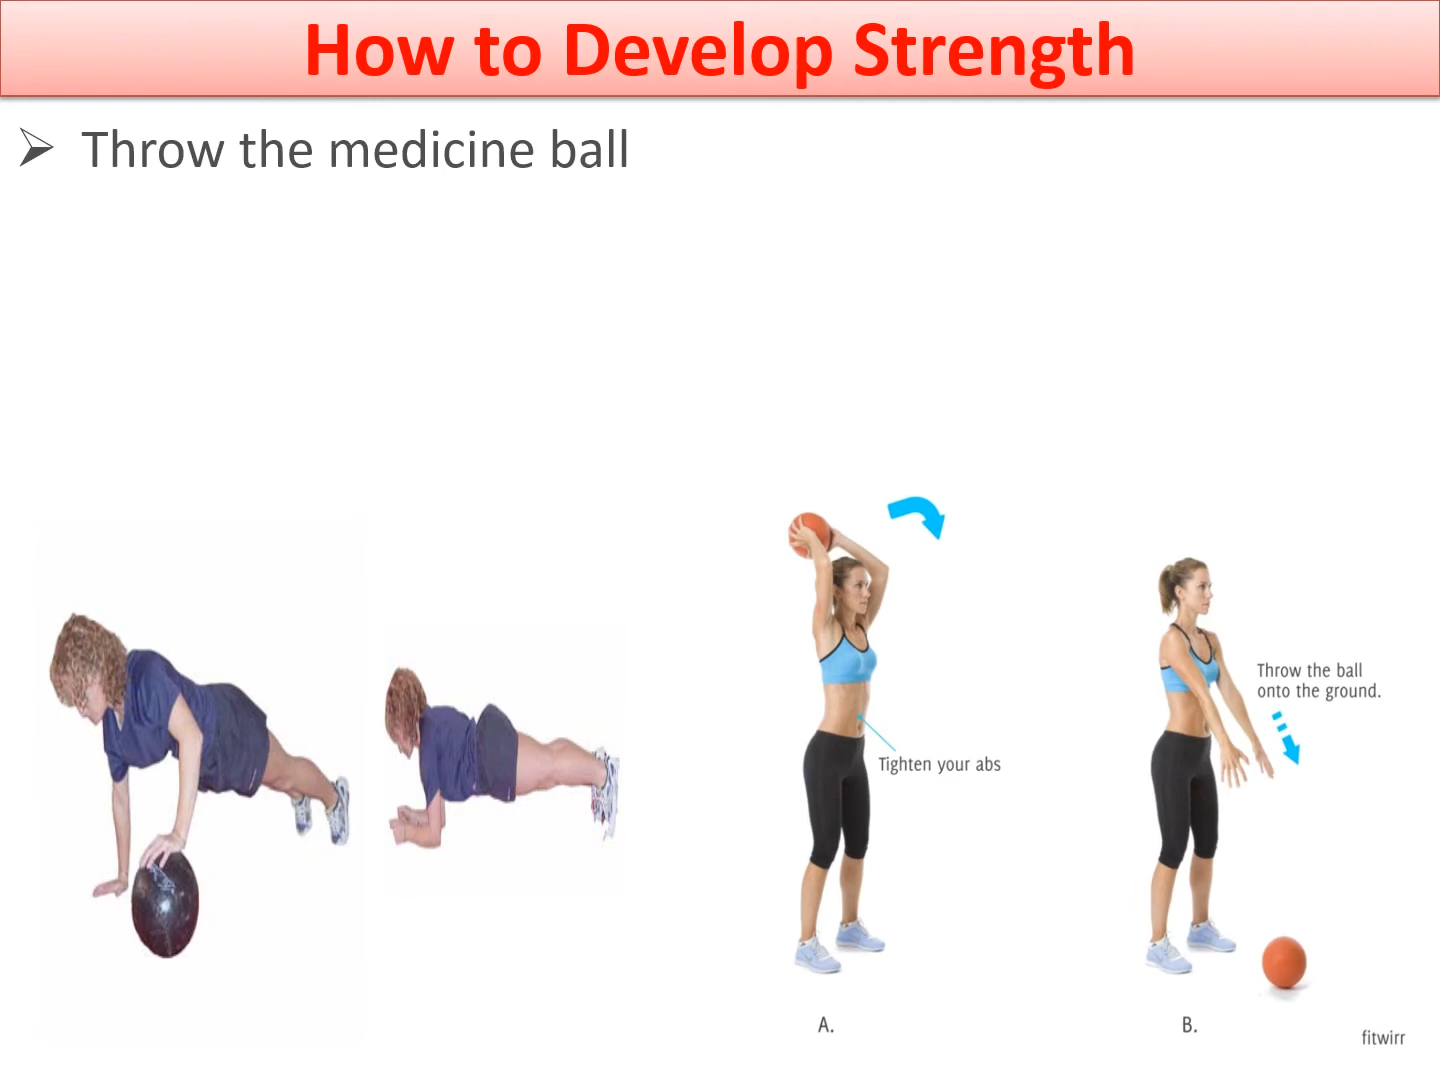 How to Develop Strength
➢ Throw the medicine ball
Throw the ball
onto the ground.
Tighten your abs
A.
B.
fitwirr